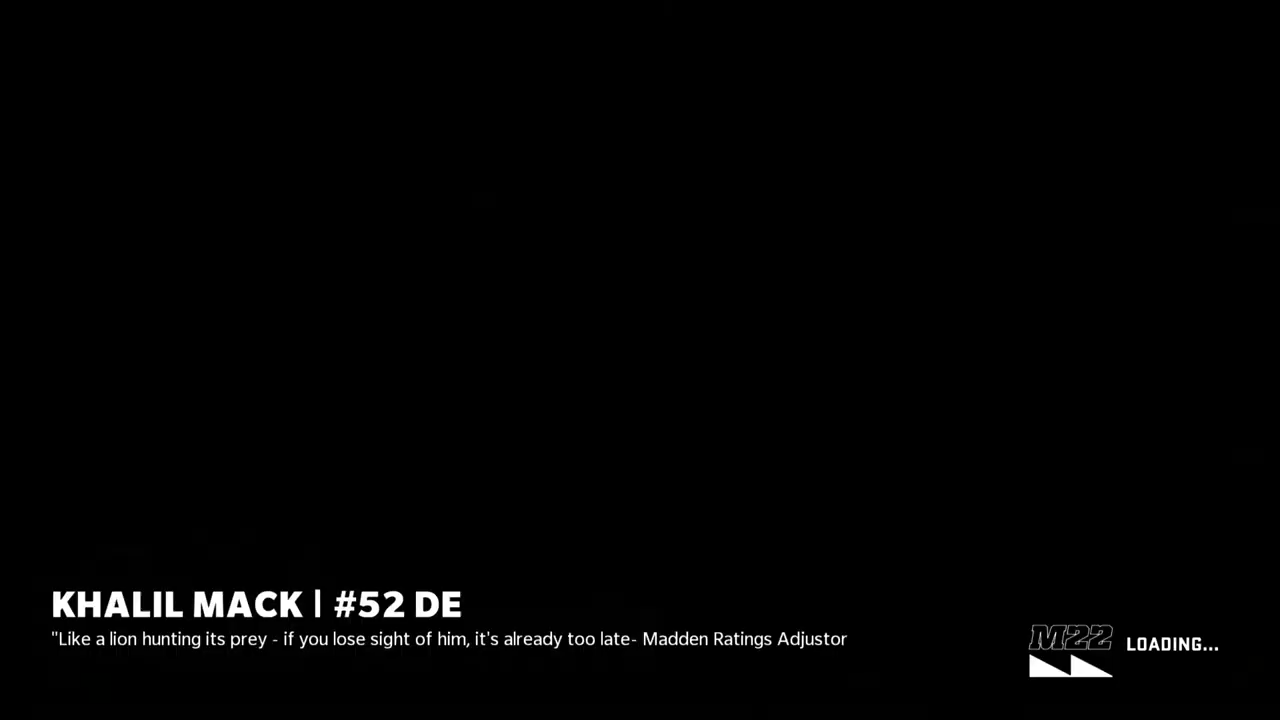 KHALIL MACK | #52 DE
"Like a lion hunting its prey - if you lose sight of him, it's already too late- Madden Ratings Adjustor
M22
LOADING...